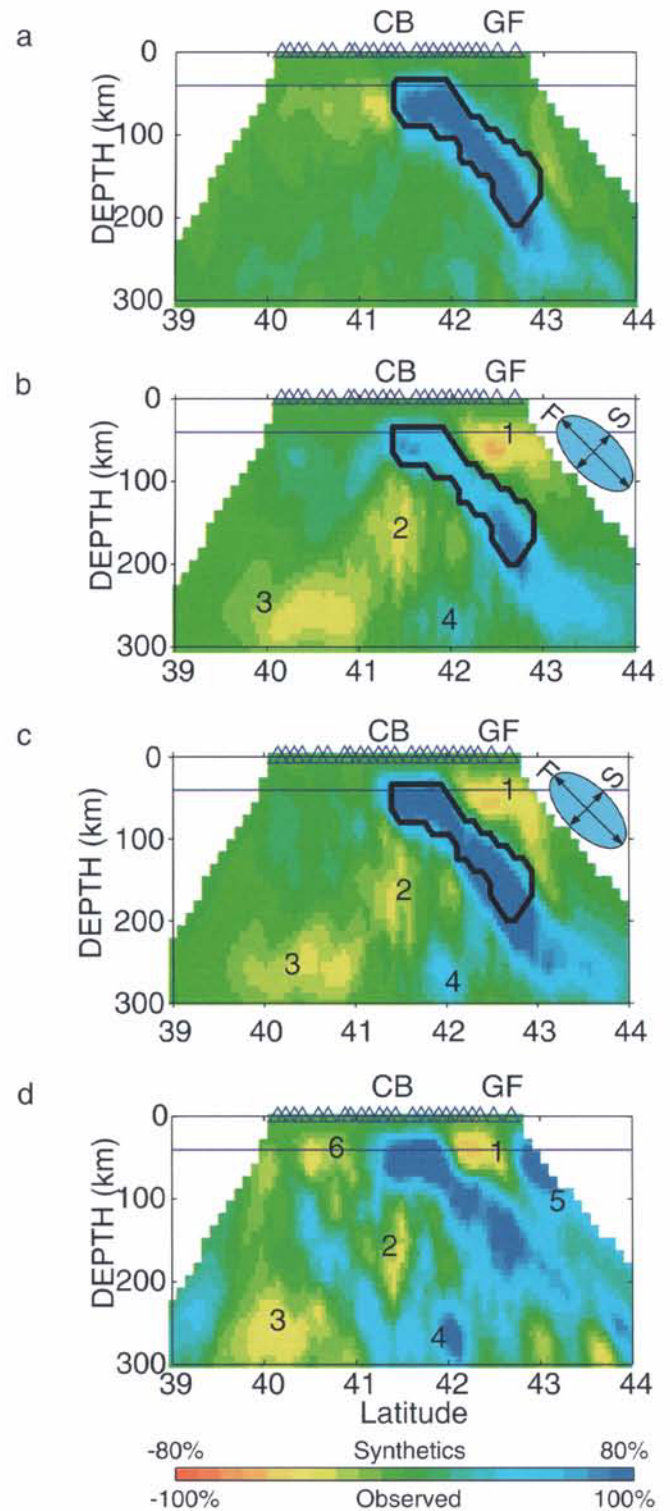 a
CB GF
0
100
200
300
DEPTH (km)
39 40 41 42 43 44
b
CB GF
0
100
200
300
DEPTH (km)
F S
1
2
3
4
39 40 41 42 43 44
c
CB GF
0
100
200
300
DEPTH (km)
F S
1
2
3
4
39 40 41 42 43 44
d
CB GF
0
100
200
300
DEPTH (km)
6 1
5
2
3
4
39 40 41 42 43 44
Latitude
-80% Synthetics 80%
-100% Observed 100%